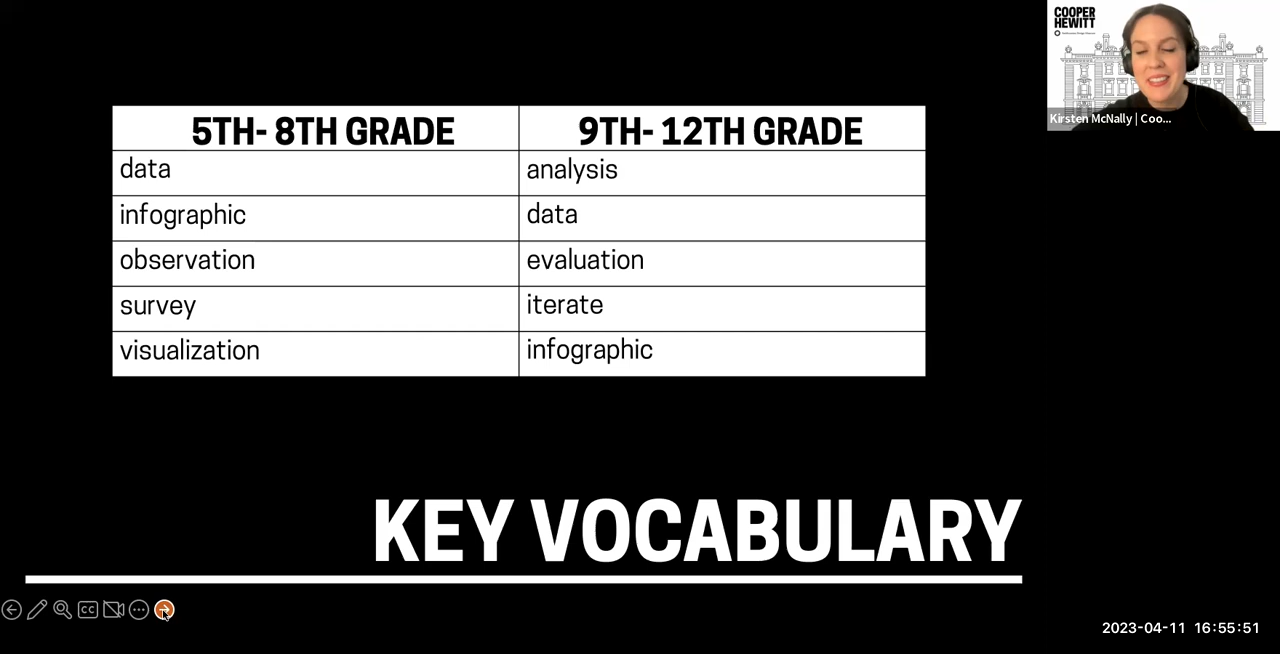 COOPER
HEWITT
Kirsten McNally | Coo...
5TH- 8TH GRADE
9TH- 12TH GRADE
data
analysis
infographic
data
observation
evaluation
survey
iterate
visualization
infographic
KEY VOCABULARY
CC
2023-04-11 16:55:51